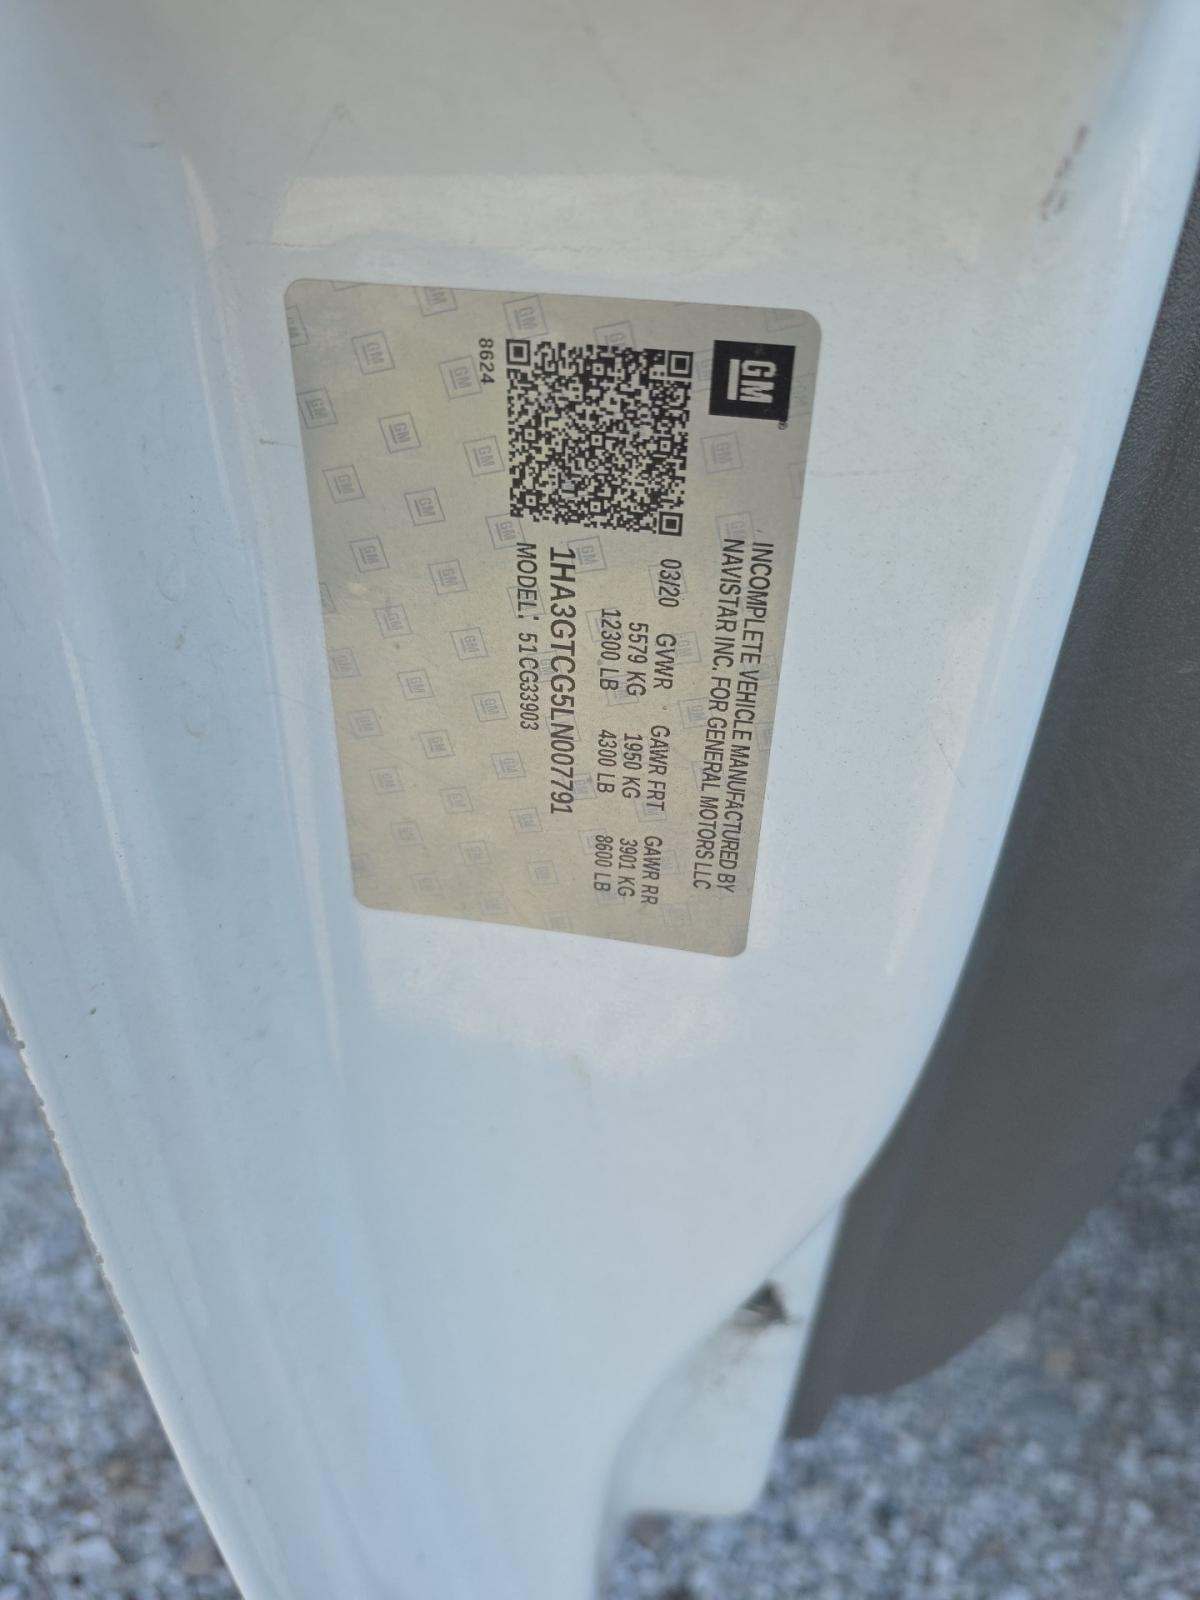 GM
INCOMPLETE VEHICLE MANUFACTURED BY
NAVISTAR INC. FOR GENERAL MOTORS LLC
03/20 GVWR GAWR FRT GAWR RR
5579 KG 1950 KG 3901 KG
12300 LB 4300 LB 8600 LB
1HA3GTCG5LN007791
MODEL: 51CG33903
8624